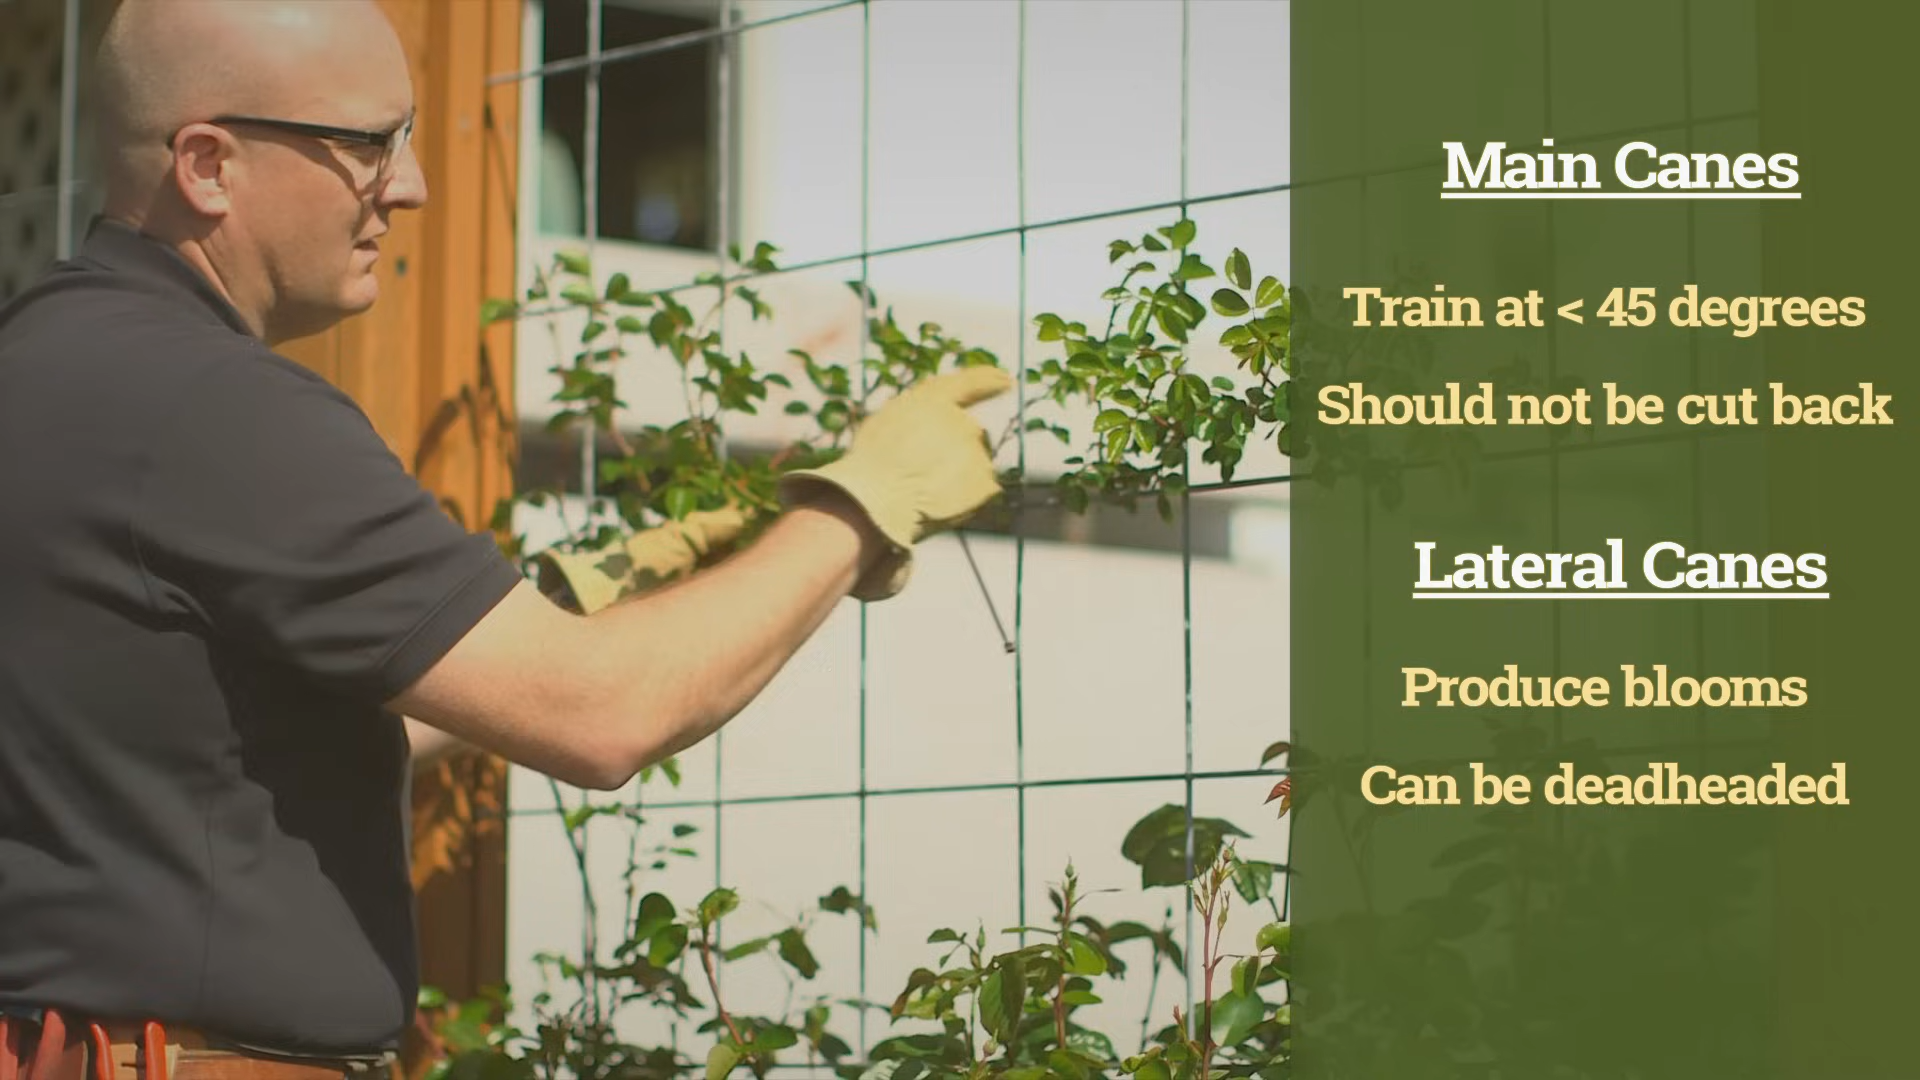 Main Canes
Train at < 45 degrees
Should not be cut back
Lateral Canes
Produce blooms
Can be deadheaded